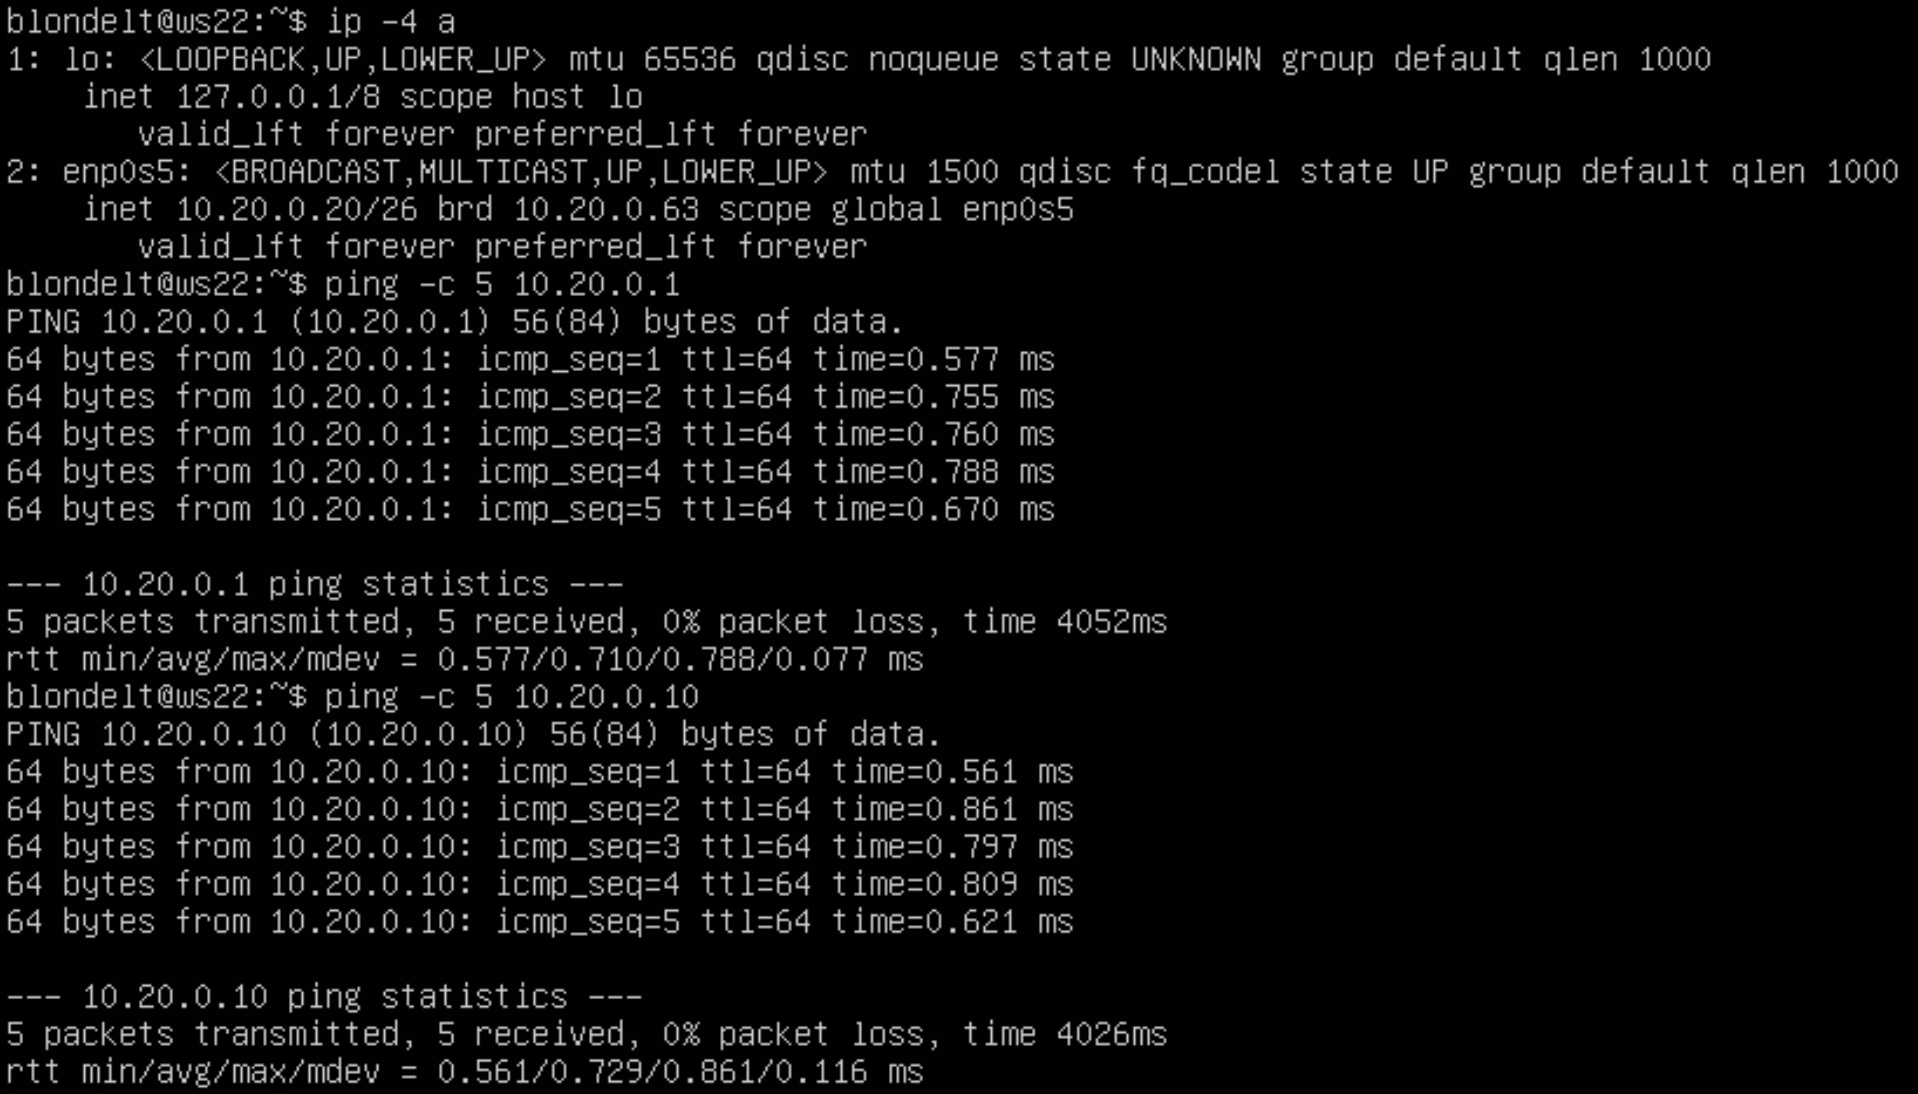 blondelt@ws22:~$ ip -4 a
1: lo: <LOOPBACK,UP,LOWER_UP> mtu 65536 qdisc noqueue state UNKNOWN group default qlen 1000
    inet 127.0.0.1/8 scope host lo
       valid_lft forever preferred_lft forever
2: enp0s5: <BROADCAST,MULTICAST,UP,LOWER_UP> mtu 1500 qdisc fq_codel state UP group default qlen 1000
    inet 10.20.0.20/26 brd 10.20.0.63 scope global enp0s5
       valid_lft forever preferred_lft forever
blondelt@ws22:~$ ping -c 5 10.20.0.1
PING 10.20.0.1 (10.20.0.1) 56(84) bytes of data.
64 bytes from 10.20.0.1: icmp_seq=1 ttl=64 time=0.577 ms
64 bytes from 10.20.0.1: icmp_seq=2 ttl=64 time=0.755 ms
64 bytes from 10.20.0.1: icmp_seq=3 ttl=64 time=0.760 ms
64 bytes from 10.20.0.1: icmp_seq=4 ttl=64 time=0.788 ms
64 bytes from 10.20.0.1: icmp_seq=5 ttl=64 time=0.670 ms

--- 10.20.0.1 ping statistics ---
5 packets transmitted, 5 received, 0% packet loss, time 4052ms
rtt min/avg/max/mdev = 0.577/0.710/0.788/0.077 ms
blondelt@ws22:~$ ping -c 5 10.20.0.10
PING 10.20.0.10 (10.20.0.10) 56(84) bytes of data.
64 bytes from 10.20.0.10: icmp_seq=1 ttl=64 time=0.561 ms
64 bytes from 10.20.0.10: icmp_seq=2 ttl=64 time=0.861 ms
64 bytes from 10.20.0.10: icmp_seq=3 ttl=64 time=0.797 ms
64 bytes from 10.20.0.10: icmp_seq=4 ttl=64 time=0.809 ms
64 bytes from 10.20.0.10: icmp_seq=5 ttl=64 time=0.621 ms

--- 10.20.0.10 ping statistics ---
5 packets transmitted, 5 received, 0% packet loss, time 4026ms
rtt min/avg/max/mdev = 0.561/0.729/0.861/0.116 ms